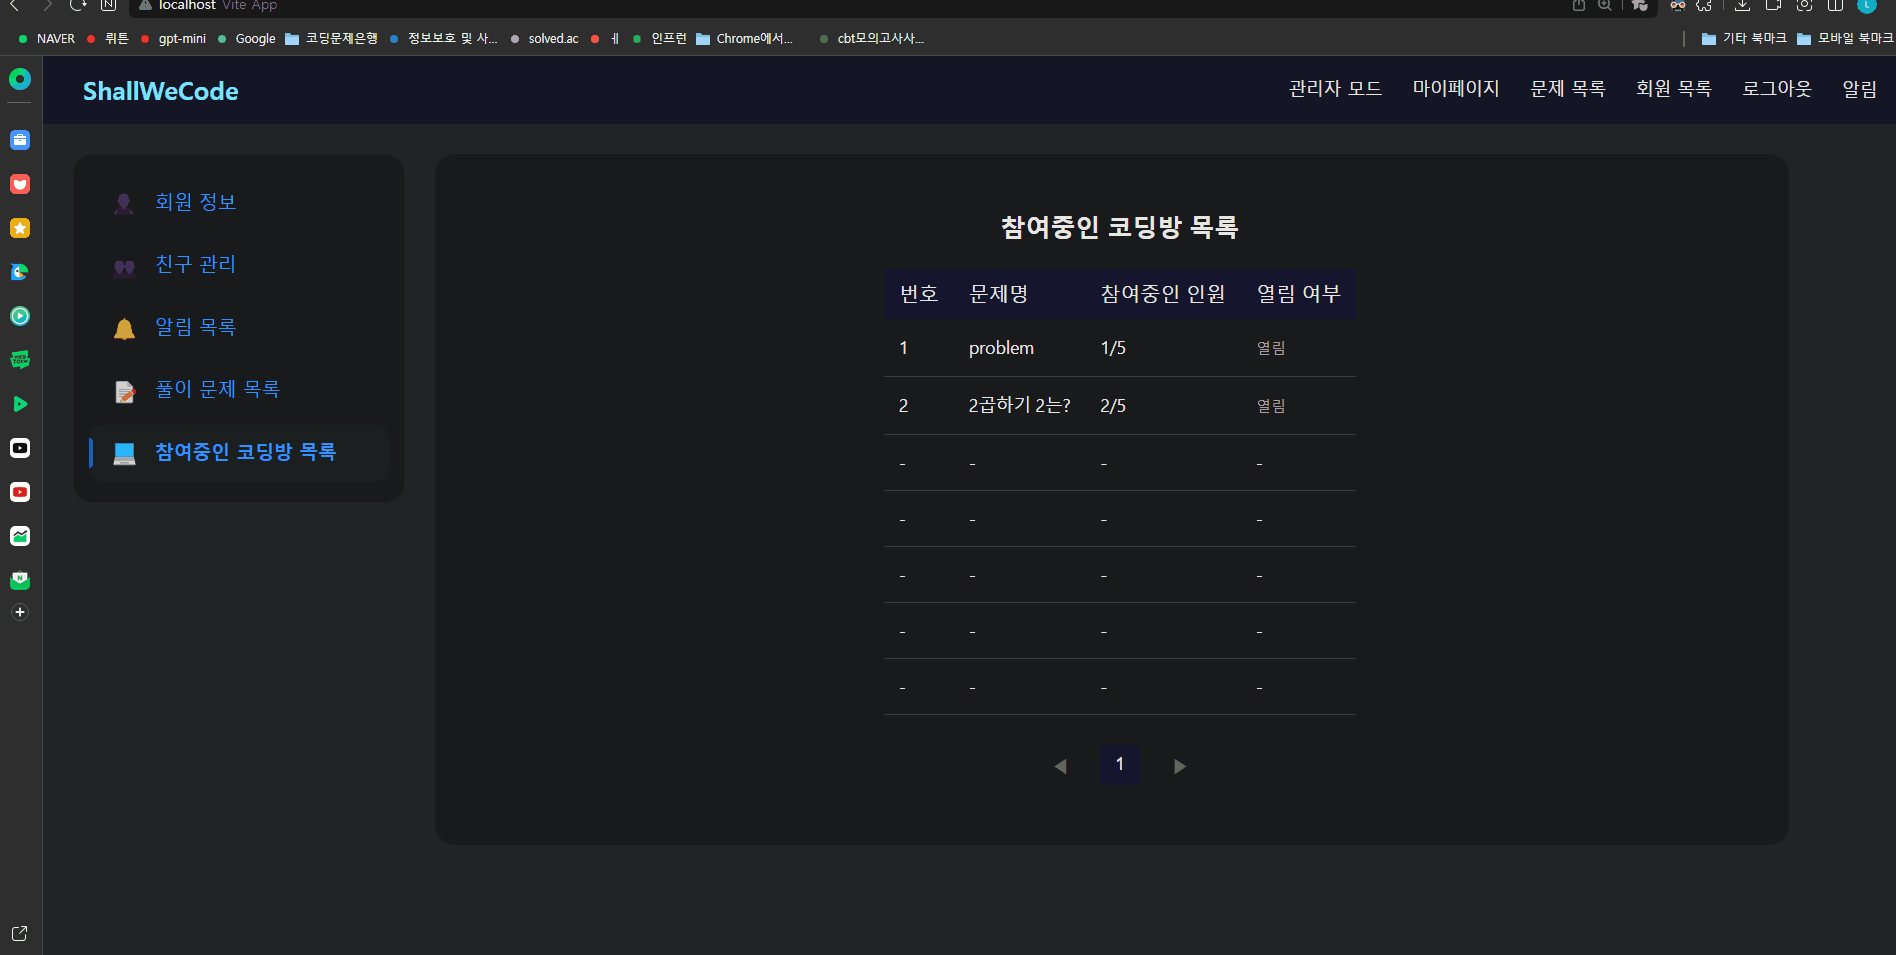 localhost Vite App
NAVER 뤼튼 gpt-mini Google 코딩문제은행 정보보호 및 사... solved.ac ㅔ 인프런 Chrome에서... cbt모의고사사... 기타 북마크 모바일 북마크
ShallWeCode 관리자 모드 마이페이지 문제 목록 회원 목록 로그아웃 알림
회원 정보
친구 관리
알림 목록
풀이 문제 목록
참여중인 코딩방 목록
참여중인 코딩방 목록
번호 문제명 참여중인 인원 열림 여부
1 problem 1/5 열림
2 2곱하기 2는? 2/5 열림
- - - -
- - - -
- - - -
- - - -
- - - -
◀ 1 ▶